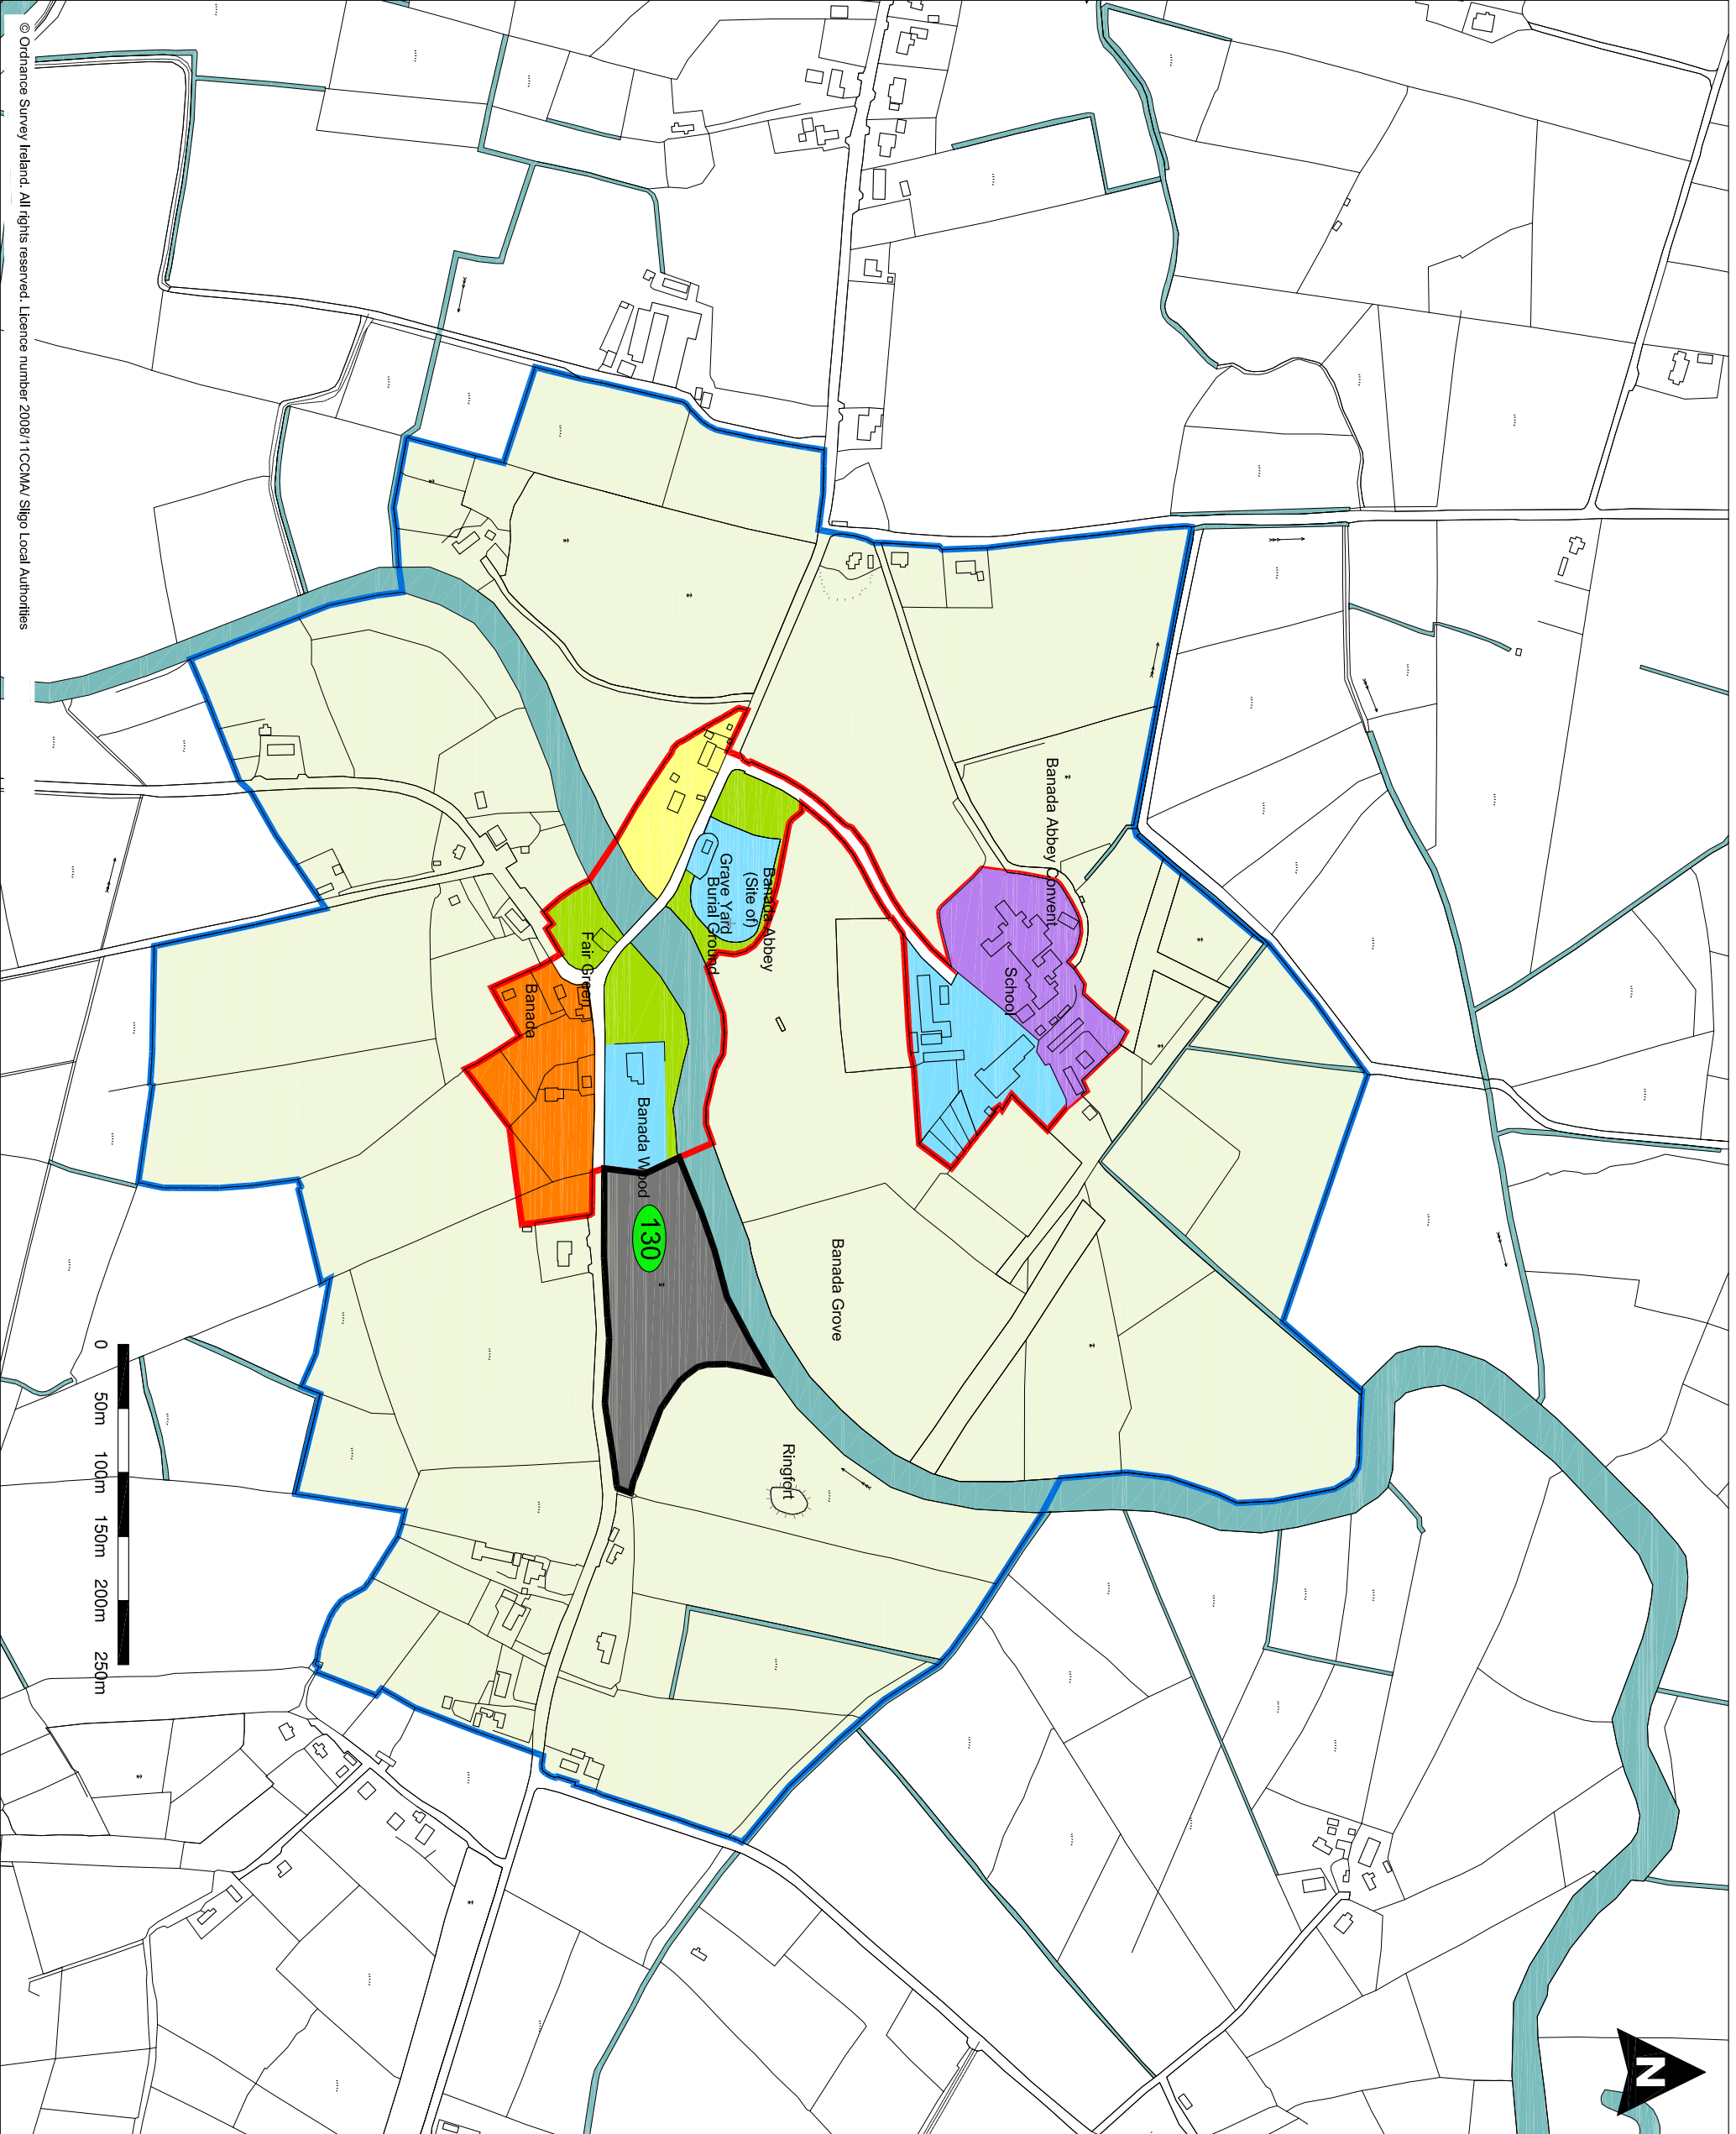 Banada Abbey Convent
School
Banada Abbey
(Site of)
Grave Yard
Burial Ground
Fair Green
Banada
Banada Wood
130
Banada Grove
Ringfort
0 50m 100m 150m 200m 250m
N
© Ordnance Survey Ireland. All rights reserved. Licence number 2008/11CCMA/ Sligo Local Authorities